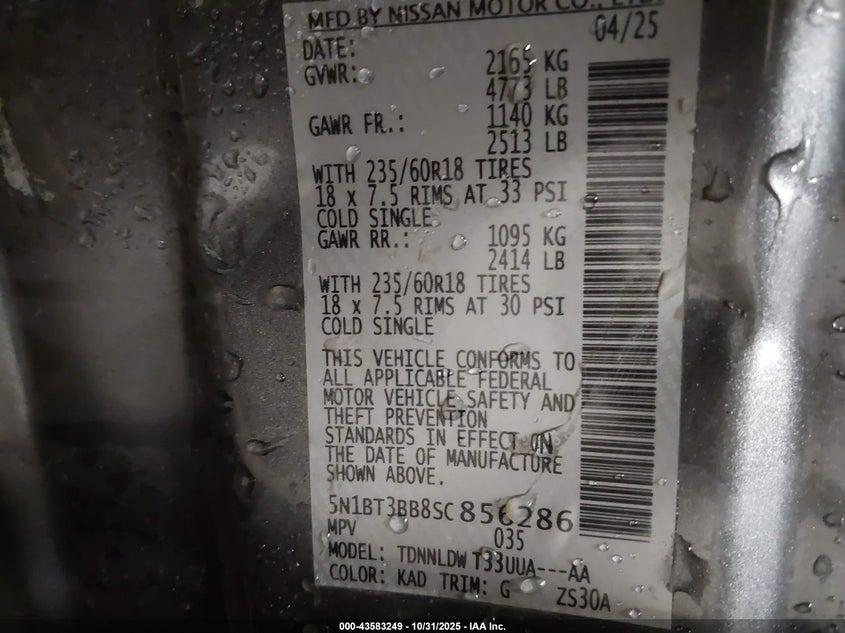 MFD BY NISSAN MOTOR CO., LTD.
DATE: 04/25
GVWR: 2165 KG
4773 LB
GAWR FR.: 1140 KG
2513 LB
WITH 235/60R18 TIRES
18 x 7.5 RIMS AT 33 PSI
COLD SINGLE
GAWR RR.: 1095 KG
2414 LB
WITH 235/60R18 TIRES
18 x 7.5 RIMS AT 30 PSI
COLD SINGLE
THIS VEHICLE CONFORMS TO
ALL APPLICABLE FEDERAL
MOTOR VEHICLE SAFETY AND
THEFT PREVENTION
STANDARDS IN EFFECT ON
THE DATE OF MANUFACTURE
SHOWN ABOVE.
5N1BT3BB8SC856286
MPV 035
MODEL: TDNNLDWT33UUA---AA
COLOR: KAD TRIM: G ZS30A
000-43583249 - 10/31/2025 - IAA Inc.